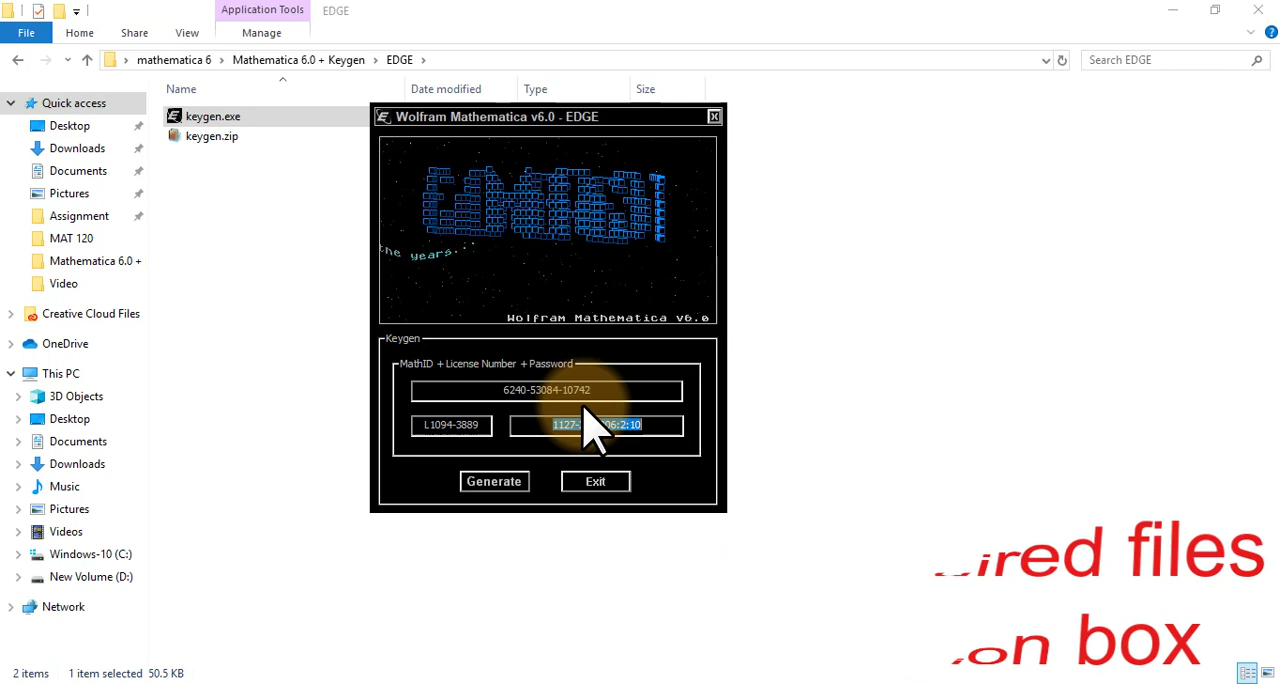 Application Tools EDGE
File Home Share View Manage
mathematica 6 Mathematica 6.0 + Keygen EDGE Search EDGE
Quick access
Desktop
Downloads
Documents
Pictures
Assignment
MAT 120
Mathematica 6.0 +
Video
Creative Cloud Files
OneDrive
This PC
3D Objects
Desktop
Documents
Downloads
Music
Pictures
Videos
Windows-10 (C:)
New Volume (D:)
Network
Name Date modified Type Size
keygen.exe
keygen.zip
Wolfram Mathematica v6.0 - EDGE
the years.
Wolfram Mathematica v6.0
Keygen
MathID + License Number + Password
6240-53084-10742
L1094-3889
Generate Exit
files
box
2 items 1 item selected 50.5 KB